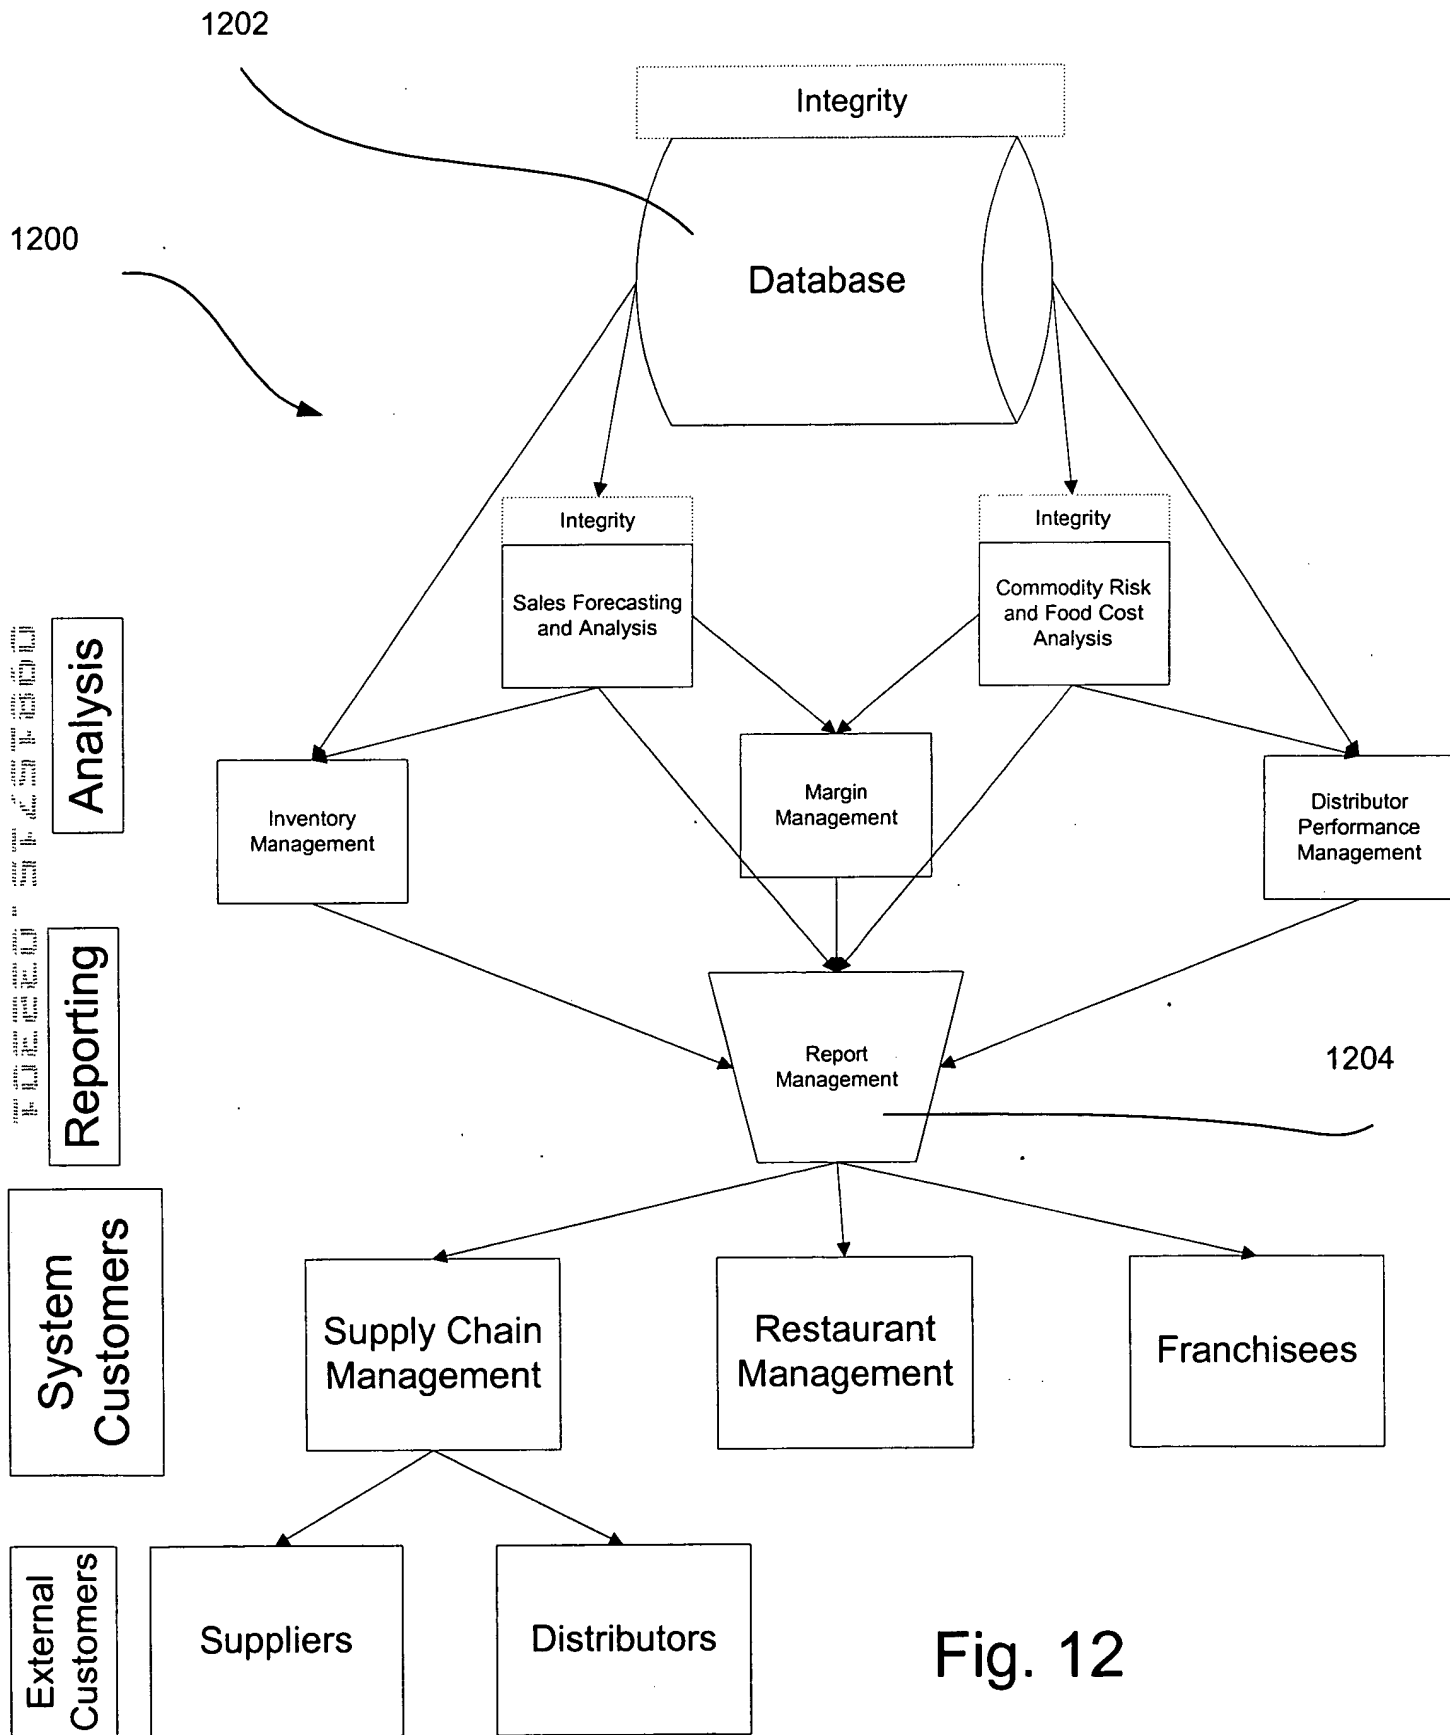 1202
Integrity
1200
Database
Integrity
Integrity
Sales Forecasting
and Analysis
Commodity Risk
and Food Cost
Analysis
Analysis
Inventory
Management
Margin
Management
Distributor
Performance
Management
Reporting
Report
Management
1204
System
Customers
Supply Chain
Management
Restaurant
Management
Franchisees
External
Customers
Suppliers
Distributors
Fig. 12